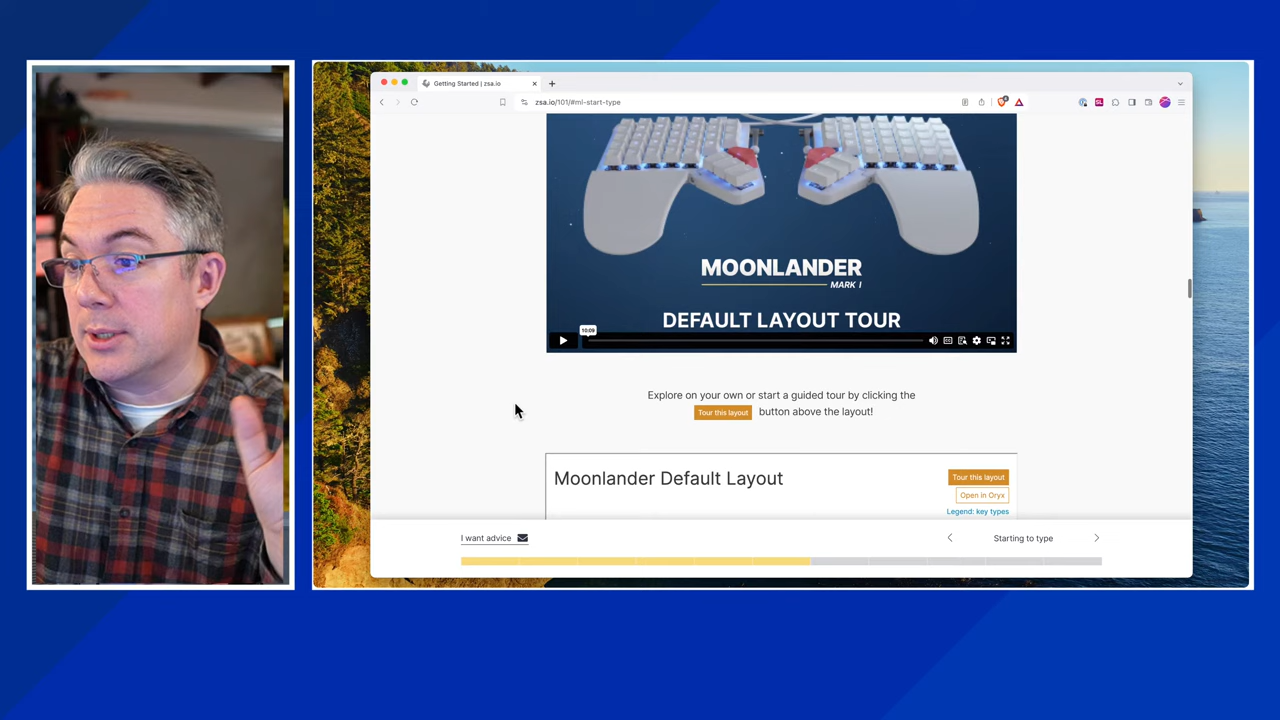 Getting Started | zsa.io
zsa.io/101/#ml-start-type
MOONLANDER
MARK I
DEFAULT LAYOUT TOUR
10:09
Explore on your own or start a guided tour by clicking the
Tour this layout button above the layout!
Moonlander Default Layout
Tour this layout
Open in Oryx
Legend: key types
I want advice
Starting to type